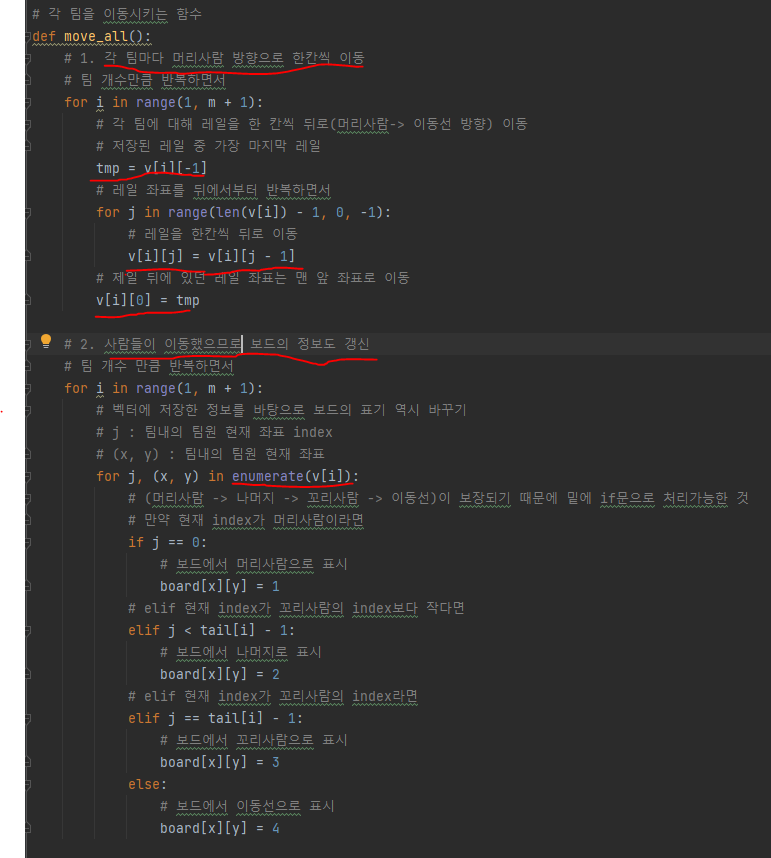 # 각 팀을 이동시키는 함수
def move_all():
# 1. 각 팀마다 머리사람 방향으로 한칸씩 이동
# 팀 개수만큼 반복하면서
for i in range(1, m + 1):
# 각 팀에 대해 레일을 한 칸씩 뒤로(머리사람-> 이동선 방향) 이동
# 저장된 레일 중 가장 마지막 레일
tmp = v[i][-1]
# 레일 좌표를 뒤에서부터 반복하면서
for j in range(len(v[i]) - 1, 0, -1):
# 레일을 한칸씩 뒤로 이동
v[i][j] = v[i][j - 1]
# 제일 뒤에 있던 레일 좌표는 맨 앞 좌표로 이동
v[i][0] = tmp
# 2. 사람들이 이동했으므로 보드의 정보도 갱신
# 팀 개수 만큼 반복하면서
for i in range(1, m + 1):
# 벡터에 저장한 정보를 바탕으로 보드의 표기 역시 바꾸기
# j : 팀내의 팀원 현재 좌표 index
# (x, y) : 팀내의 팀원 현재 좌표
for j, (x, y) in enumerate(v[i]):
# (머리사람 -> 나머지 -> 꼬리사람 -> 이동선)이 보장되기 때문에 밑에 if문으로 처리가능한 것
# 만약 현재 index가 머리사람이라면
if j == 0:
# 보드에서 머리사람으로 표시
board[x][y] = 1
# elif 현재 index가 꼬리사람의 index보다 작다면
elif j < tail[i] - 1:
# 보드에서 나머지로 표시
board[x][y] = 2
# elif 현재 index가 꼬리사람의 index라면
elif j == tail[i] - 1:
# 보드에서 꼬리사람으로 표시
board[x][y] = 3
else:
# 보드에서 이동선으로 표시
board[x][y] = 4